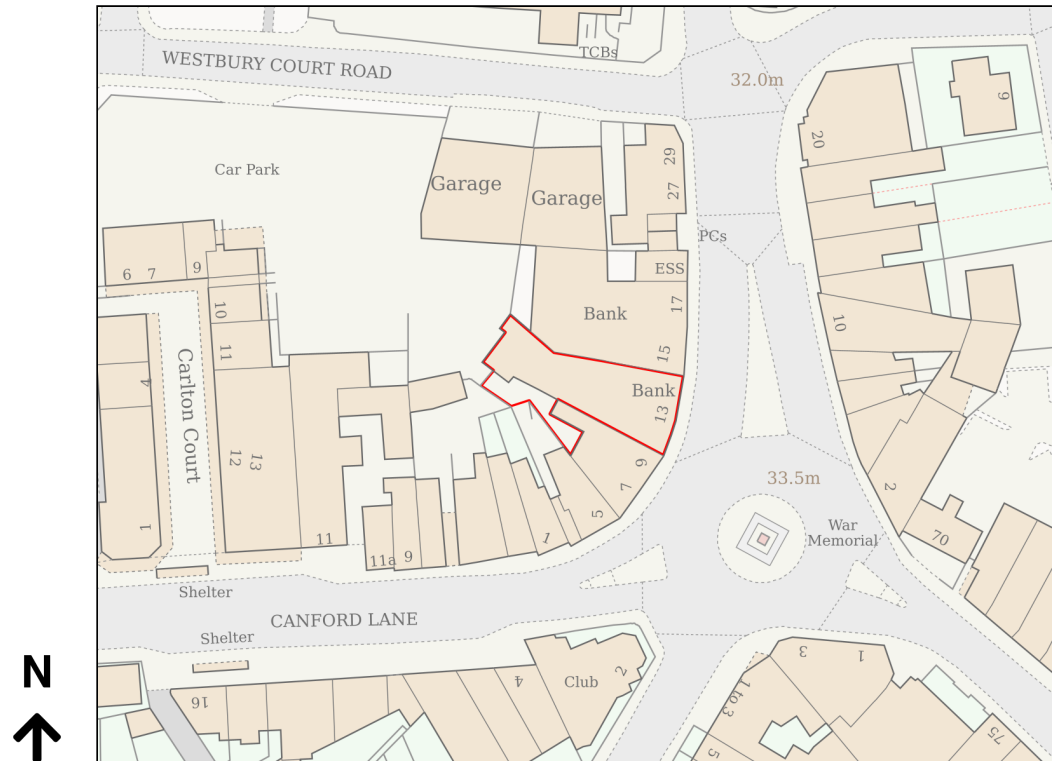 TCBs
WESTBURY COURT ROAD
32.0m
9
20
Car Park
29
Garage
Garage
27
PCs
6 7
9
ESS
10
Bank
17
10
11
15
4
Carlton Court
Bank
13
12
13
9
7
2
33.5m
5
War
Memorial
1
11
1
70
11a
9
Shelter
CANFORD LANE
Shelter
3
1
N
16
4
Club
2
1 to 3
5
75